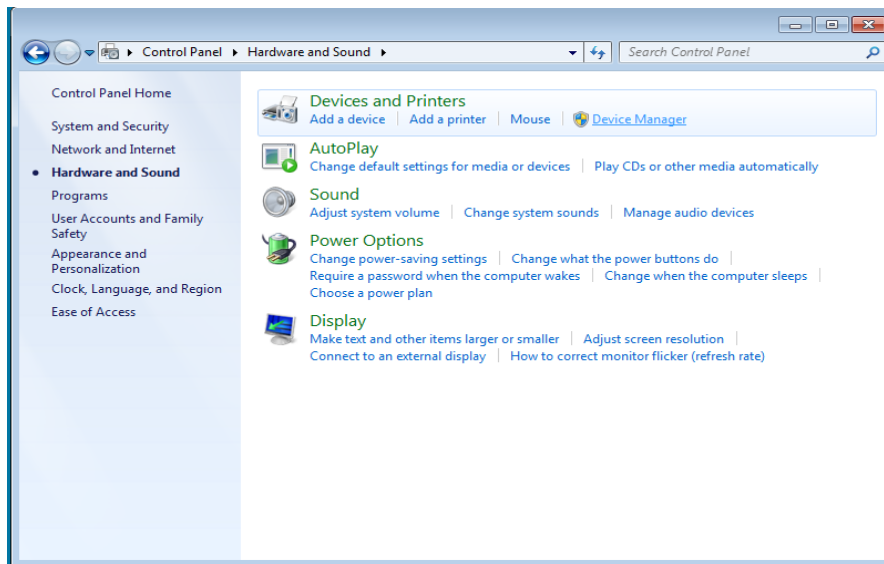 Control Panel Hardware and Sound Search Control Panel
Control Panel Home
System and Security
Network and Internet
Hardware and Sound
Programs
User Accounts and Family
Safety
Appearance and
Personalization
Clock, Language, and Region
Ease of Access
Devices and Printers
Add a device Add a printer Mouse Device Manager
AutoPlay
Change default settings for media or devices Play CDs or other media automatically
Sound
Adjust system volume Change system sounds Manage audio devices
Power Options
Change power-saving settings Change what the power buttons do
Require a password when the computer wakes Change when the computer sleeps
Choose a power plan
Display
Make text and other items larger or smaller Adjust screen resolution
Connect to an external display How to correct monitor flicker (refresh rate)